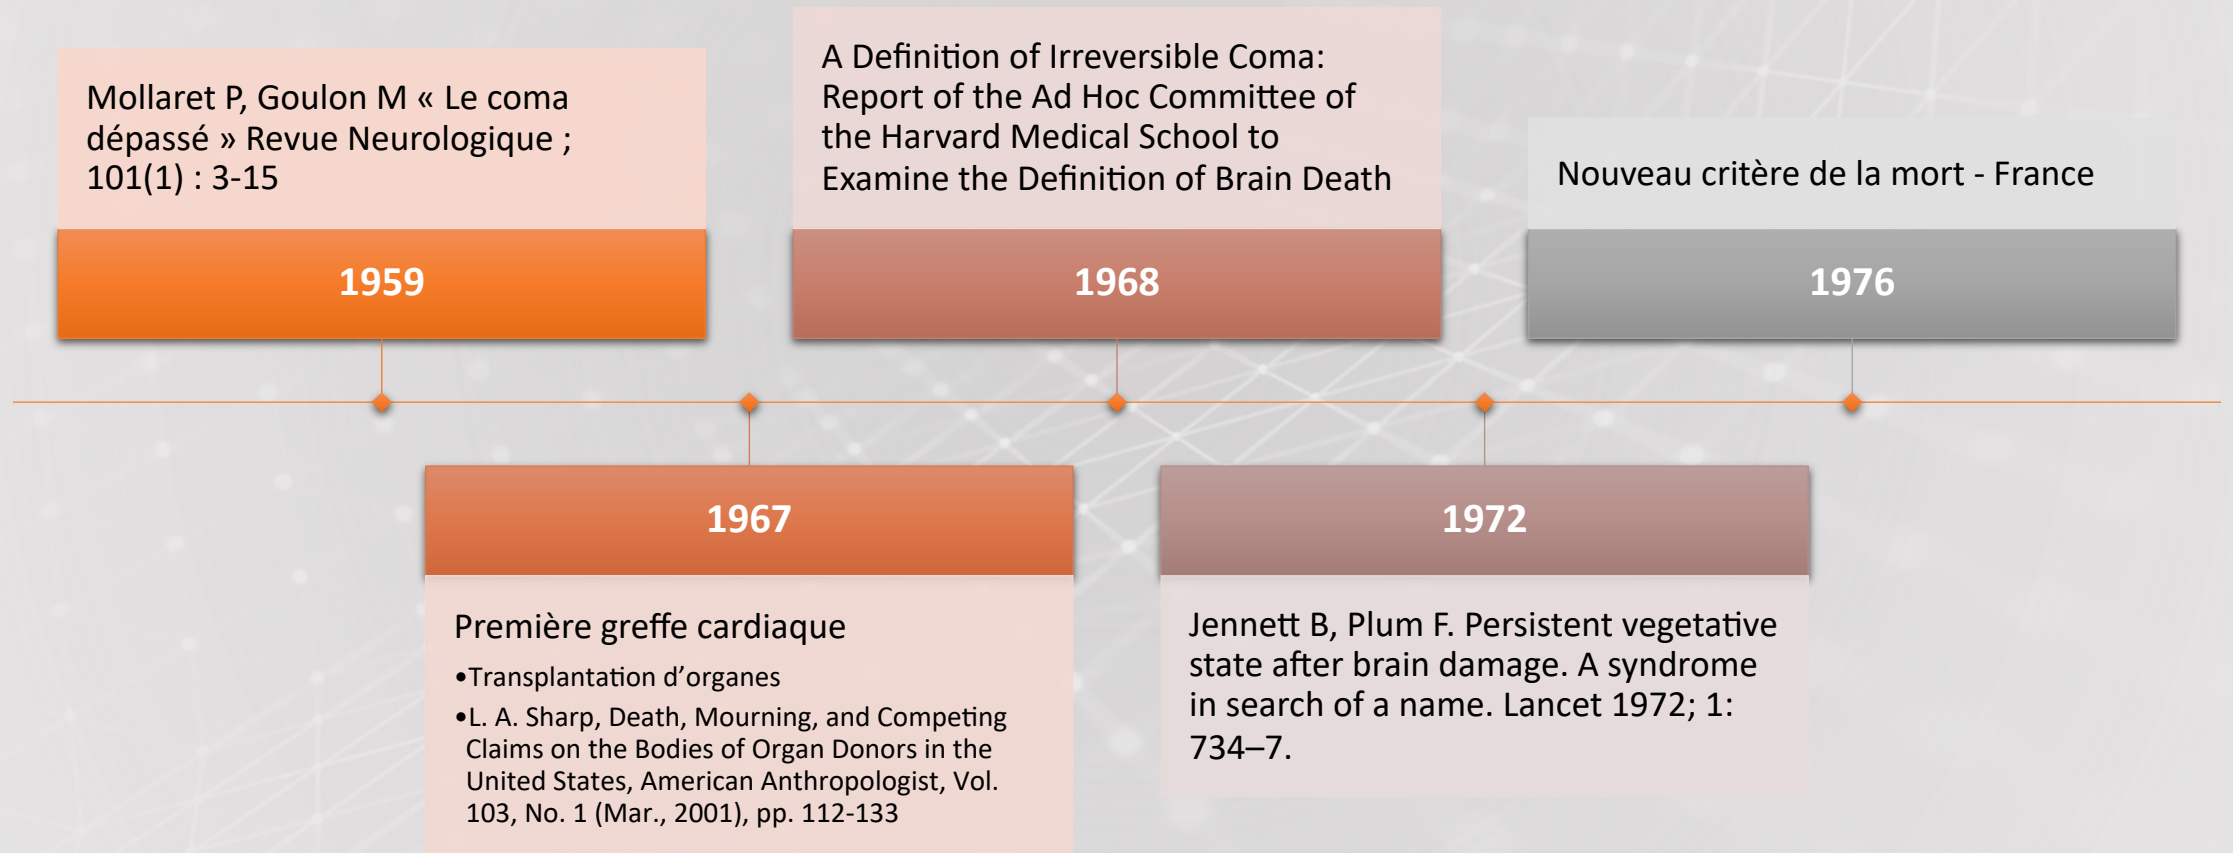 Mollaret P, Goulon M « Le coma
dépassé » Revue Neurologique ;
101(1) : 3-15
1959
1967
Première greffe cardiaque
•Transplantation d’organes
•L. A. Sharp, Death, Mourning, and Competing
Claims on the Bodies of Organ Donors in the
United States, American Anthropologist, Vol.
103, No. 1 (Mar., 2001), pp. 112-133
A Definition of Irreversible Coma:
Report of the Ad Hoc Committee of
the Harvard Medical School to
Examine the Definition of Brain Death
1968
1972
Jennett B, Plum F. Persistent vegetative
state after brain damage. A syndrome
in search of a name. Lancet 1972; 1:
734–7.
Nouveau critère de la mort - France
1976